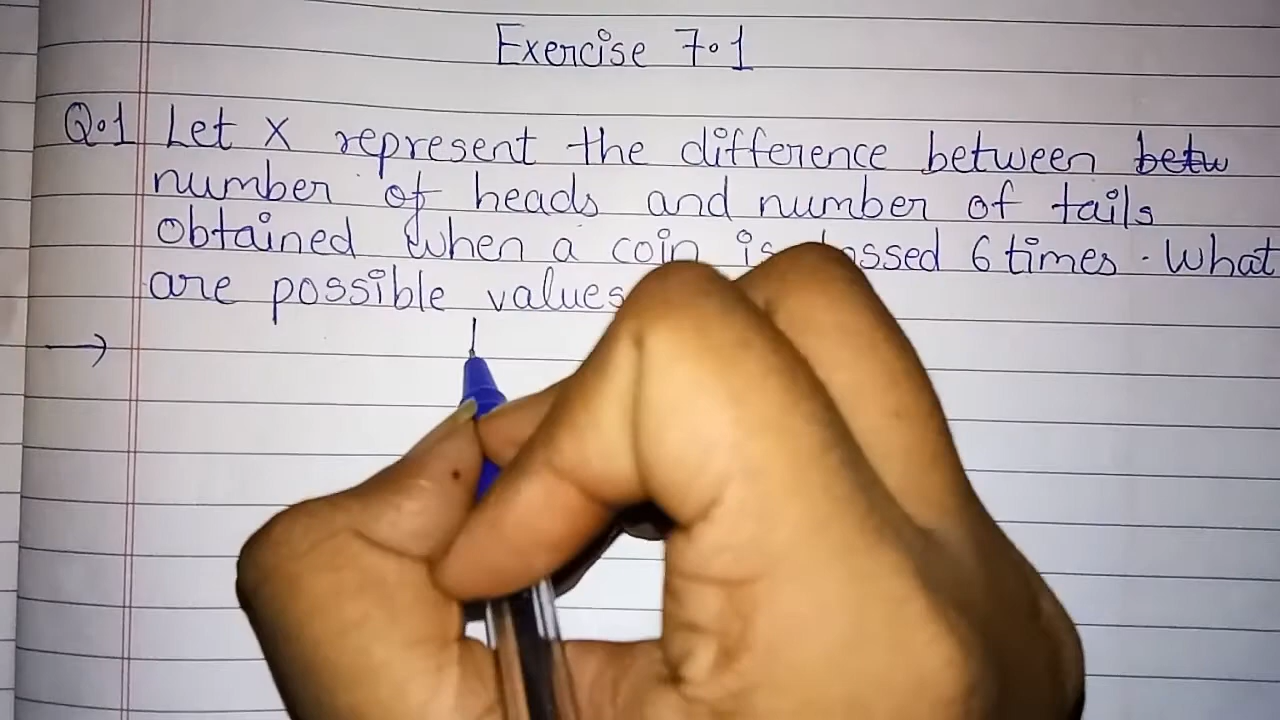 Exercise 7.1
Q.1 Let X represent the difference between betw
number of heads and number of tails
obtained when a coin is tossed 6 times. What
are possible values